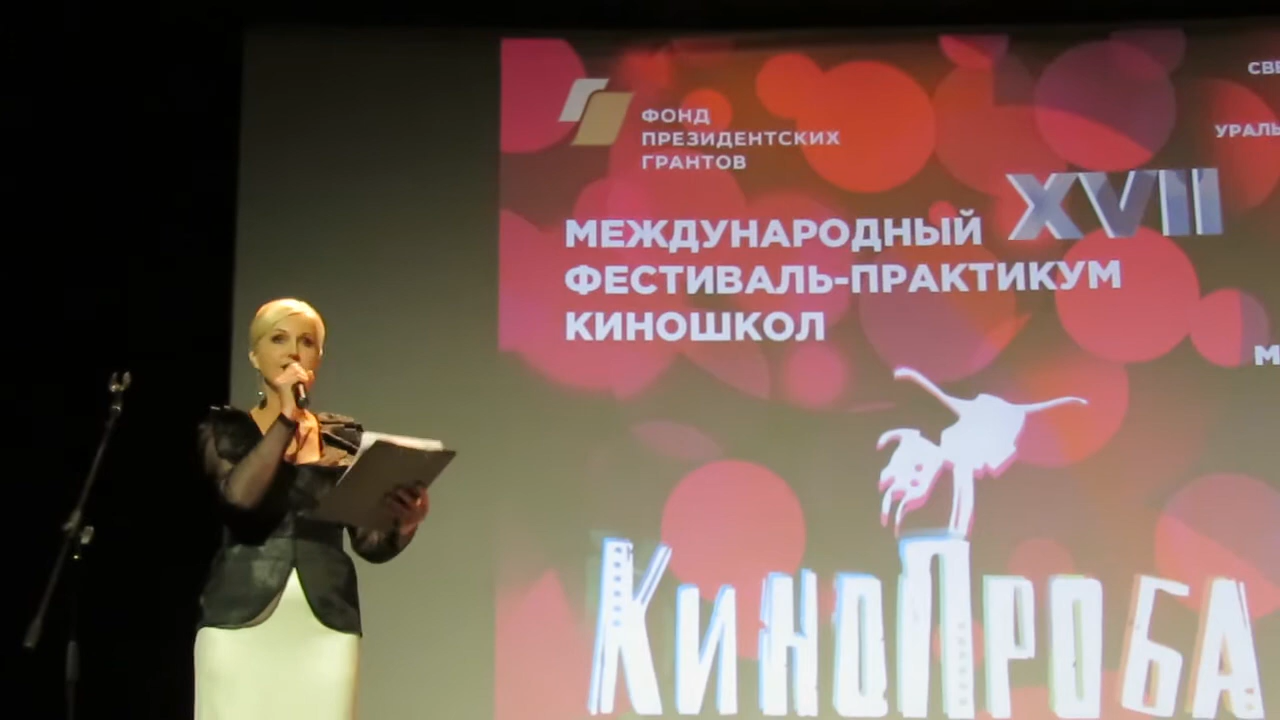 ФОНД
ПРЕЗИДЕНТСКИХ
ГРАНТОВ
МЕЖДУНАРОДНЫЙ XVII
ФЕСТИВАЛЬ-ПРАКТИКУМ
КИНОШКОЛ
КИНОПРОБА